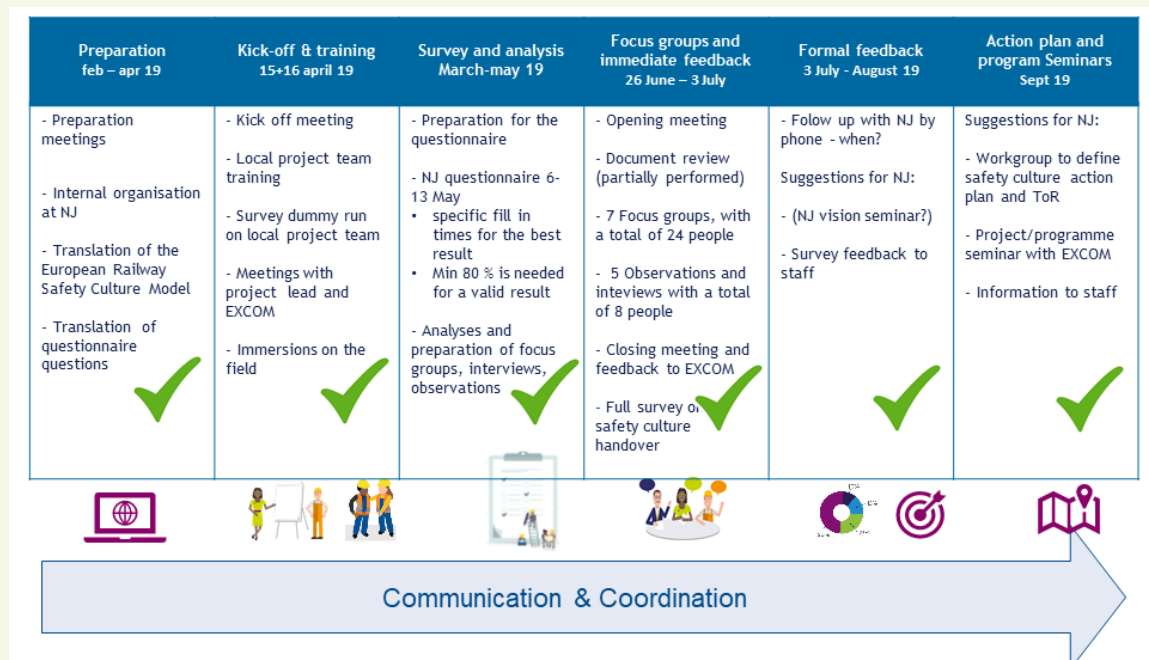 Preparation
feb – apr 19
- Preparation
meetings
- Internal organisation
at NJ
- Translation of the
European Railway
Safety Culture Model
- Translation of
questionnaire
questions
Kick-off & training
15+16 april 19
- Kick off meeting
- Local project team
training
- Survey dummy run
on local project team
- Meetings with
project lead and
EXCOM
- Immersions on the
field
Survey and analysis
March-may 19
- Preparation for the
questionnaire
- NJ questionnaire 6-
13 May
• specific fill in
times for the best
result
• Min 80 % is needed
for a valid result
- Analyses and
preparation of focus
groups, interviews,
observations
Focus groups and
immediate feedback
26 June – 3 July
- Opening meeting
- Document review
(partially performed)
- 7 Focus groups, with
a total of 24 people
- 5 Observations and
inteviews with a total
of 8 people
- Closing meeting and
feedback to EXCOM
- Full survey
safety culture
handover
Formal feedback
3 July - August 19
- Folow up with NJ by
phone – when?
Suggestions for NJ:
- (NJ vision seminar?)
- Survey feedback to
staff
Action plan and
program Seminars
Sept 19
Suggestions for NJ:
- Workgroup to define
safety culture action
plan and ToR
- Project/programme
seminar with EXCOM
- Information to staff
Communication & Coordination